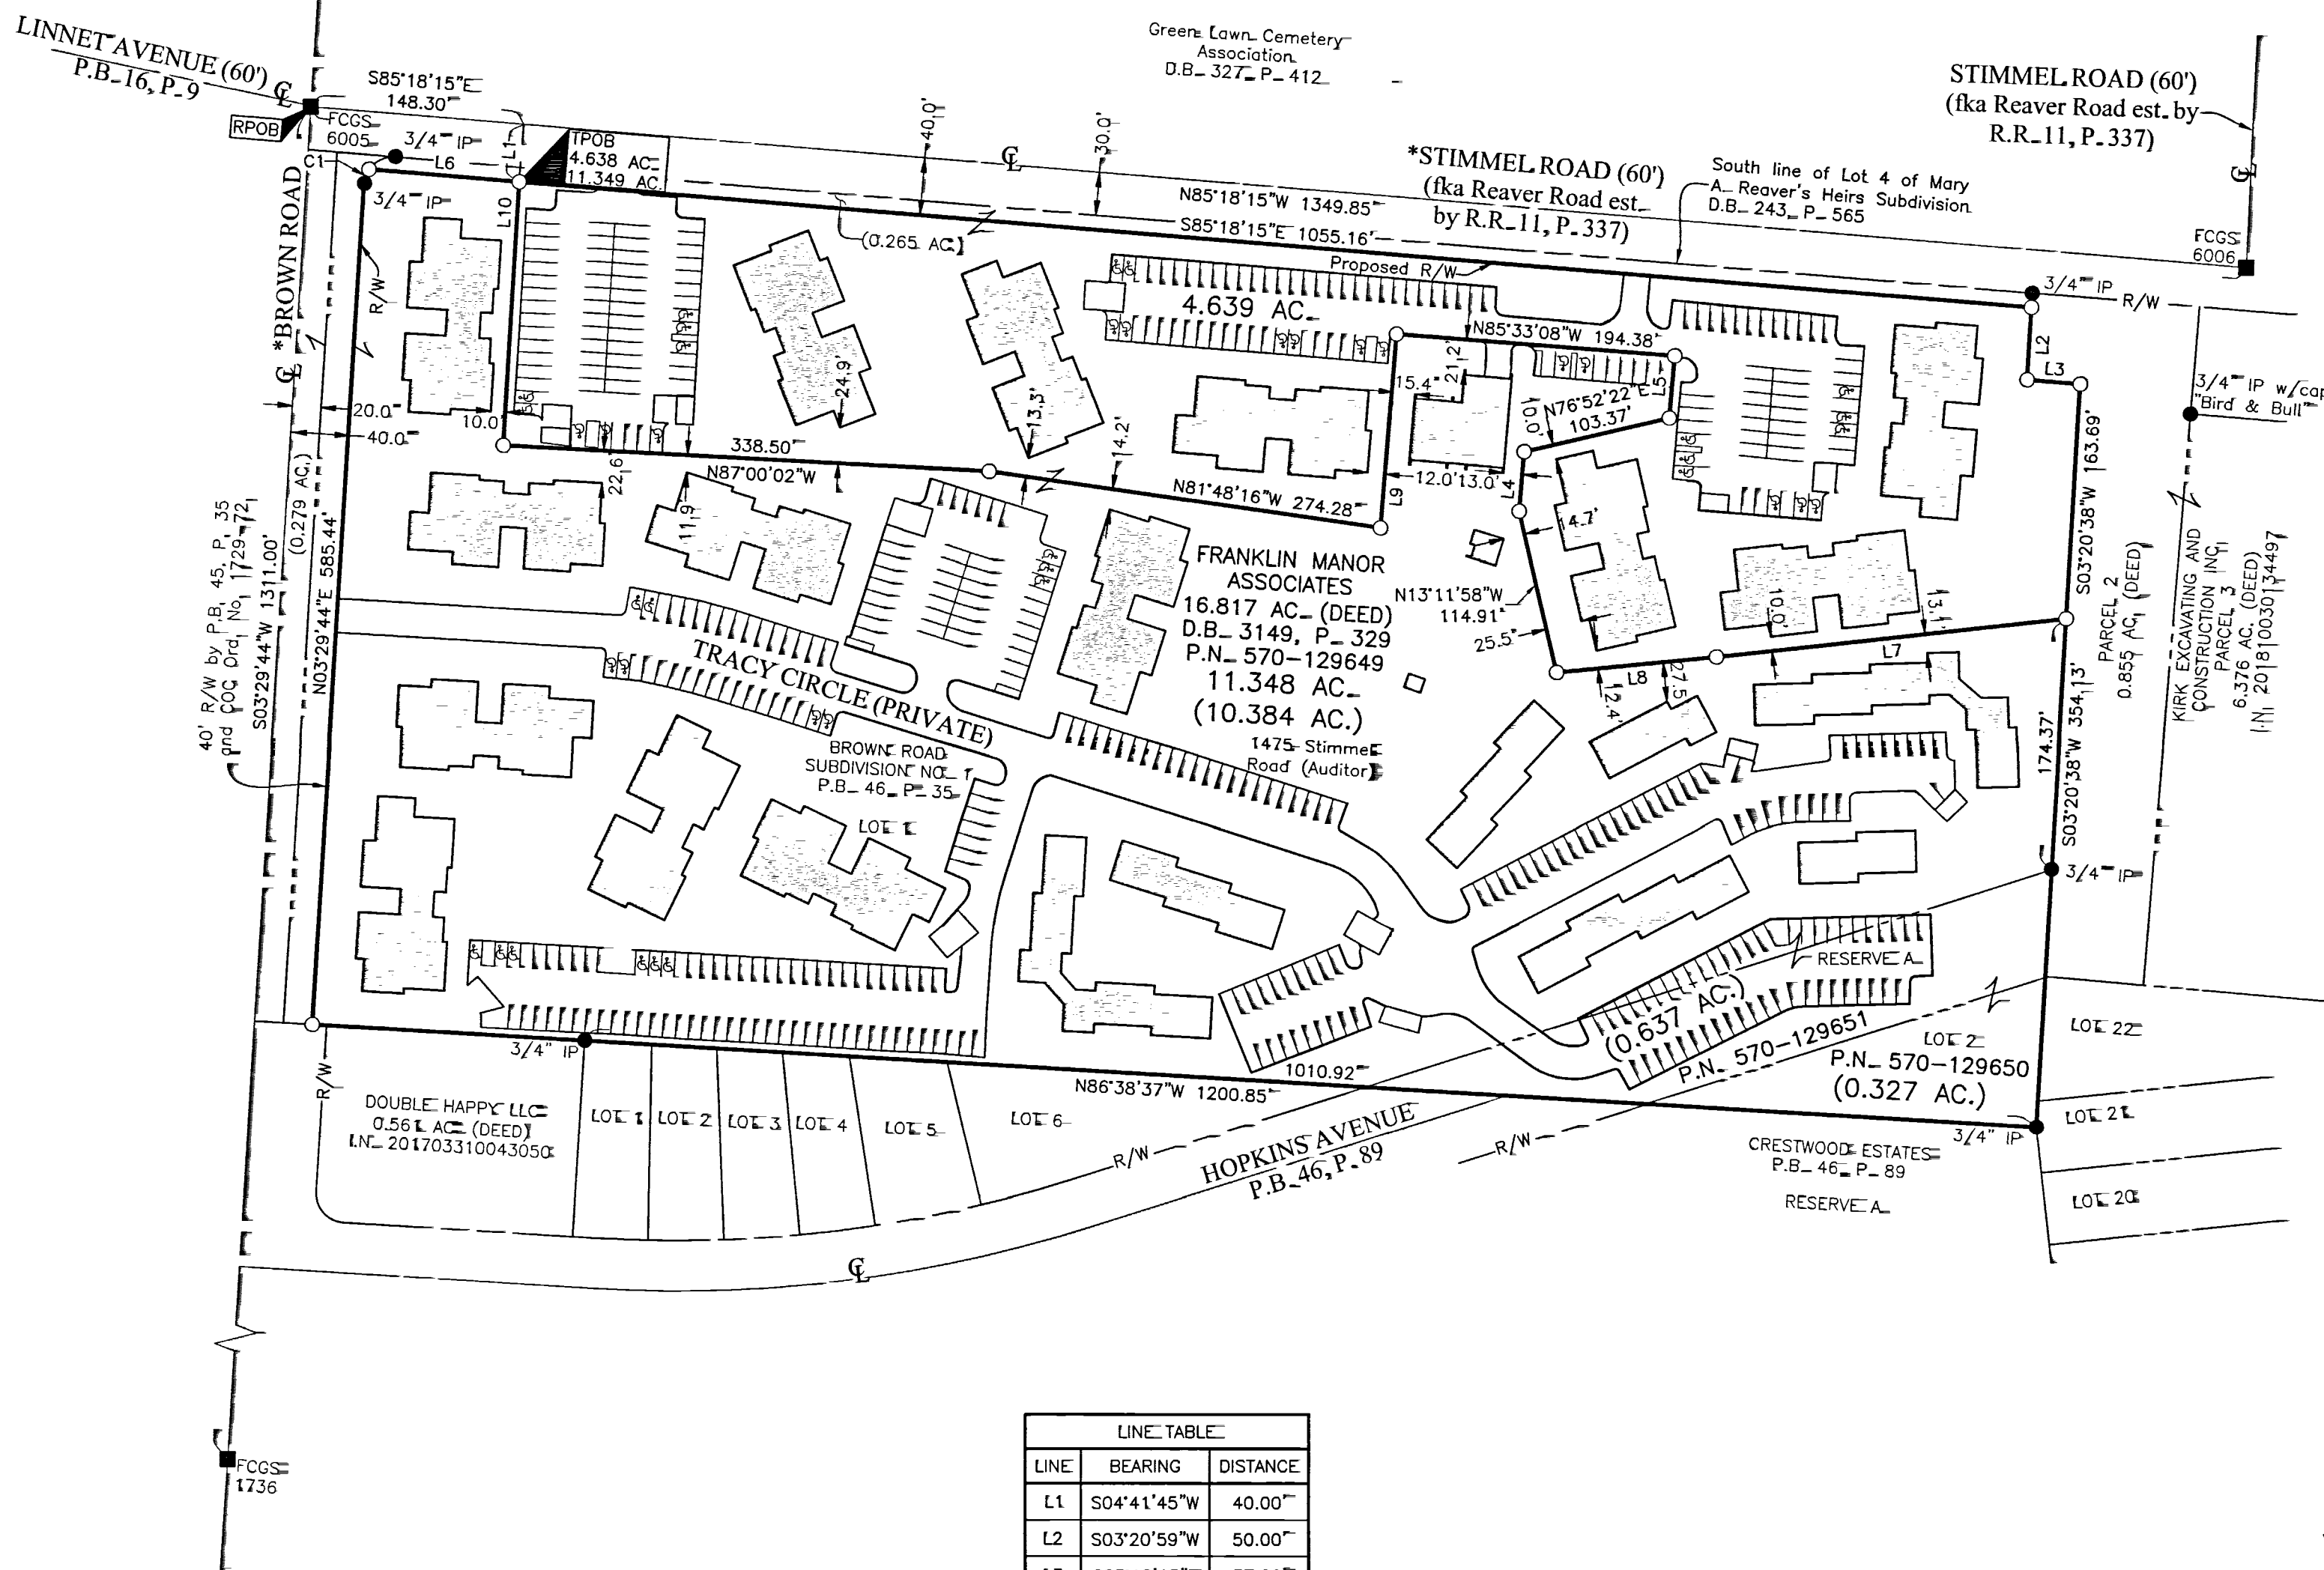 LINNET AVENUE (60')
P.B. 16, P. 9
S85°18'15"E
148.30'
RPOB
FCGS
6005
3/4" IP
C1
L6
L1
TPOB
4.638 AC.
11.349 AC.
3/4" IP
L10
Green Lawn Cemetery
Association
D.B. 327, P. 412
40.0'
30.0'
N85°18'15"W 1349.85'
S85°18'15"E 1055.16'
*STIMMEL ROAD (60')
(fka Reaver Road est.
by R.R. 11, P. 337)
South line of Lot 4 of Mary
A. Reaver's Heirs Subdivision
D.B. 243, P. 565
STIMMEL ROAD (60')
(fka Reaver Road est. by
R.R. 11, P. 337)
FCGS
6006
3/4" IP
R/W
Proposed R/W
(0.265 AC.)
4.639 AC.
*BROWN ROAD
R/W
20.0'
40.0'
10.0'
24.9'
13.3'
N85°33'08"W 194.38'
15.4'
21.2'
L5
10.0'
N76°52'22"E
103.37'
L2
L3
3/4" IP w/cap
"Bird & Bull"
338.50'
N87°00'02"W
22.6'
11.9'
14.2'
N81°48'16"W 274.28'
L9
12.0'
13.0'
L4
14.7'
S03°20'38"W 163.69'
40' R/W by P.B. 45, P. 35
and COC Ord. No. 1729-72
S03°29'44"W 1311.00'
(0.279 AC.)
N03°29'44"E 585.44'
FRANKLIN MANOR
ASSOCIATES
16.817 AC. (DEED)
D.B. 3149, P. 329
P.N. 570-129649
11.348 AC.
(10.384 AC.)
1475 Stimmel
Road (Auditor)
N13°11'58"W
114.91'
25.5'
10.0'
13.1'
L7
L8
12.4'
27.5'
174.37'
S03°20'38"W 354.13'
PARCEL 2
0.855 AC. (DEED)
KIRK EXCAVATING AND
CONSTRUCTION INC.
PARCEL 3
6.376 AC. (DEED)
I.N. 201810030134497
TRACY CIRCLE (PRIVATE)
BROWN ROAD
SUBDIVISION NO. 1
P.B. 46, P. 35
LOT 1
3/4" IP
RESERVE A
(0.637 AC.)
P.N. 570-129651
LOT 2
P.N. 570-129650
(0.327 AC.)
LOT 22
LOT 21
LOT 20
3/4" IP
1010.92'
N86°38'37"W 1200.85'
3/4" IP
R/W
DOUBLE HAPPY LLC
0.561 AC. (DEED)
I.N. 201703310043050
LOT 1
LOT 2
LOT 3
LOT 4
LOT 5
LOT 6
R/W
HOPKINS AVENUE
P.B. 46, P. 89
R/W
CRESTWOOD ESTATES
P.B. 46, P. 89
RESERVE A
FCGS
1736
LINE TABLE
LINE BEARING DISTANCE
L1 S04°41'45"W 40.00'
L2 S03°20'59"W 50.00'